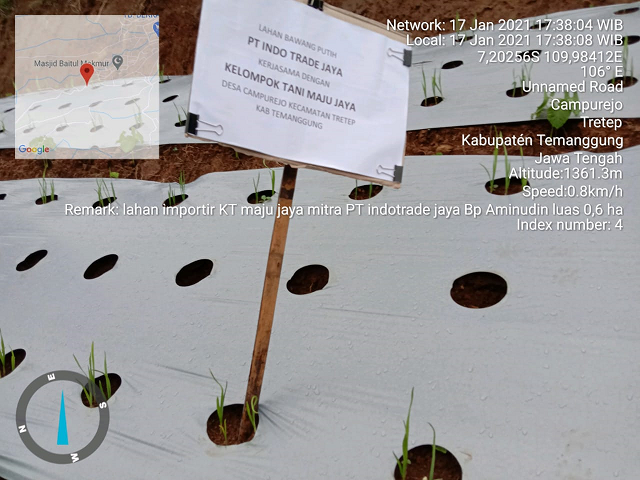 Masjid Baitul Makmur
Google
LAHAN BAWANG PUTIH
PT INDO TRADE JAYA
KERJASAMA DENGAN
KELOMPOK TANI MAJU JAYA
DESA CAMPUREJO KECAMATAN TRETEP
KAB TEMANGGUNG
Network: 17 Jan 2021 17:38:04 WIB
Local: 17 Jan 2021 17:38:08 WIB
7,20256S 109,98412E
106° E
Unnamed Road
Campurejo
Tretep
Kabupatén Temanggung
Jawa Tengah
Altitude:1361.3m
Speed:0.8km/h
Remark: lahan importir KT maju jaya mitra PT indotrade jaya Bp Aminudin luas 0,6 ha
Index number: 4
N
E
S
W